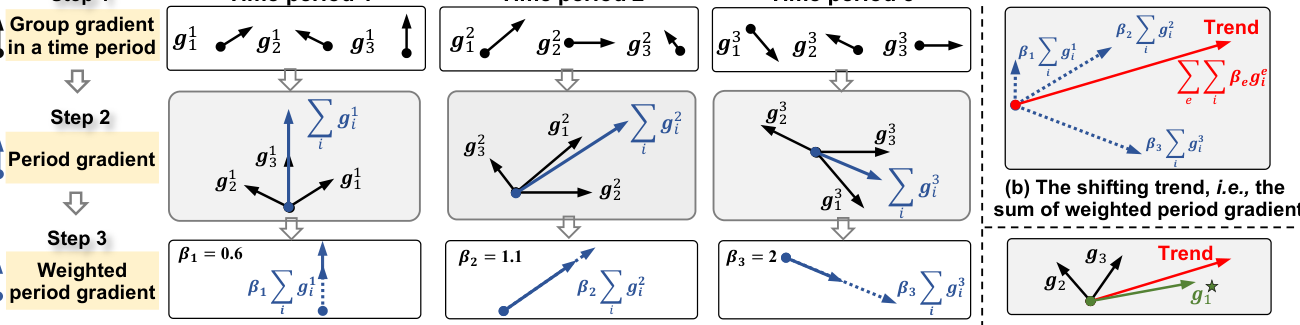 Step 1
Group gradient
in a time period
Step 2
Period gradient
Step 3
Weighted
period gradient
Time period 1
g_1^1 g_2^1 g_3^1
∑_i g_i^1
g_3^1
g_2^1 g_1^1
β_1 = 0.6
β_1 ∑_i g_i^1
Time period 2
g_1^2 g_2^2 g_3^2
∑_i g_i^2
g_1^2
g_3^2
g_2^2
β_2 = 1.1
β_2 ∑_i g_i^2
Time period 3
g_1^3 g_2^3 g_3^3
g_2^3
g_3^3
∑_i g_i^3
g_1^3
β_3 = 2
β_3 ∑_i g_i^3
β_2 ∑_i g_i^2
Trend
β_1 ∑_i g_i^1
∑_e ∑_i β_e g_i^e
β_3 ∑_i g_i^3
(b) The shifting trend, i.e., the
sum of weighted period gradient
g_3
Trend
g_2
g_1